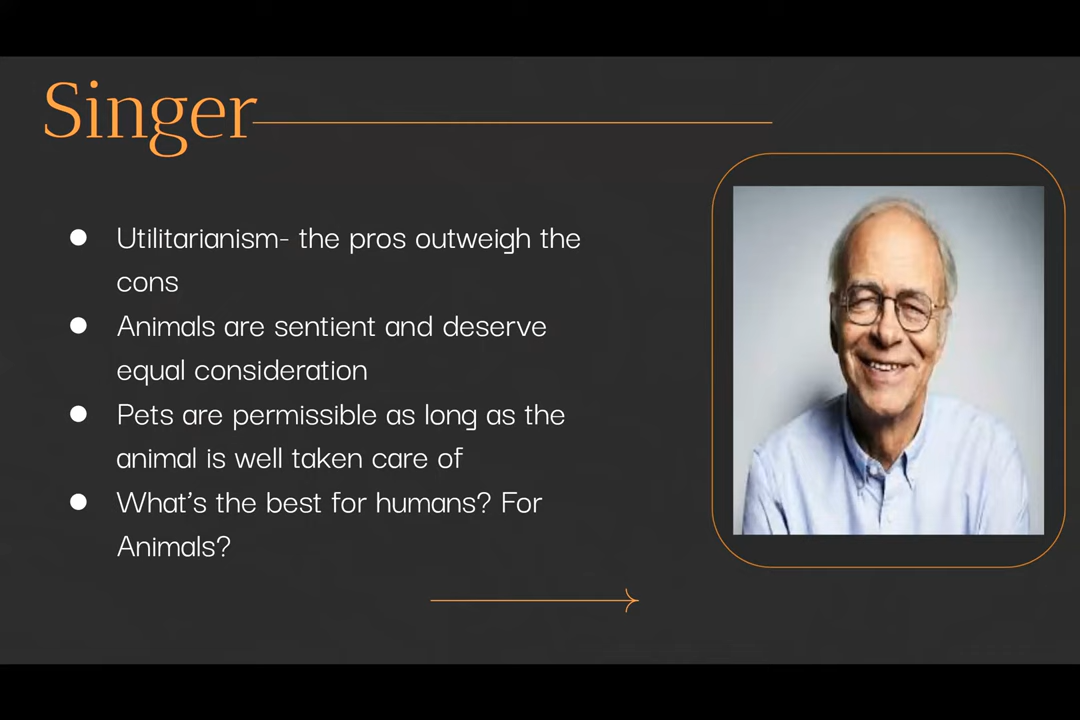 Singer
● Utilitarianism- the pros outweigh the
cons
● Animals are sentient and deserve
equal consideration
● Pets are permissible as long as the
animal is well taken care of
● What's the best for humans? For
Animals?